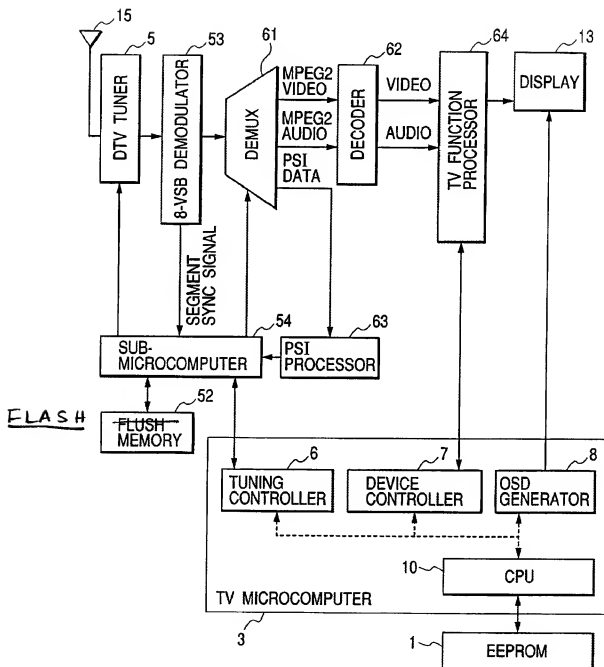 15
5
53
61
62
64
13
DTV TUNER
8-VSB DEMODULATOR
DEMUX
MPEG2
VIDEO
MPEG2
AUDIO
PSI
DATA
DECODER
VIDEO
AUDIO
TV FUNCTION
PROCESSOR
DISPLAY
SEGMENT
SYNC SIGNAL
54
63
SUB-
MICROCOMPUTER
PSI
PROCESSOR
52
FLASH
FLUSH
MEMORY
6
7
8
TUNING
CONTROLLER
DEVICE
CONTROLLER
OSD
GENERATOR
10
CPU
TV MICROCOMPUTER
3
1
EEPROM